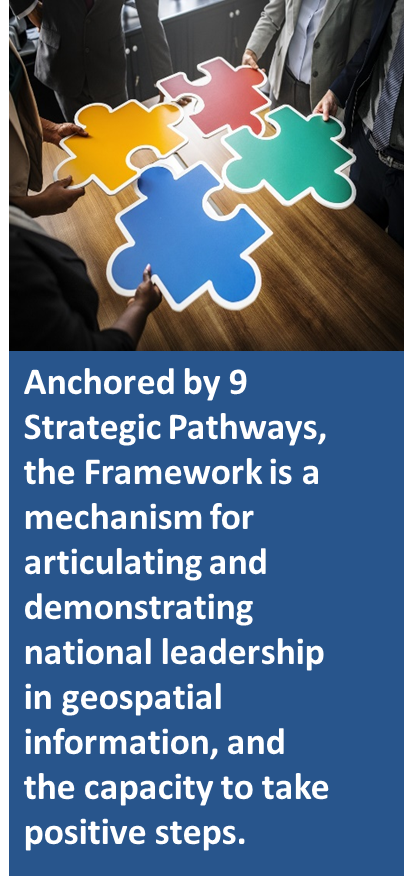 Anchored by 9
Strategic Pathways,
the Framework is a
mechanism for
articulating and
demonstrating
national leadership
in geospatial
information, and
the capacity to take
positive steps.